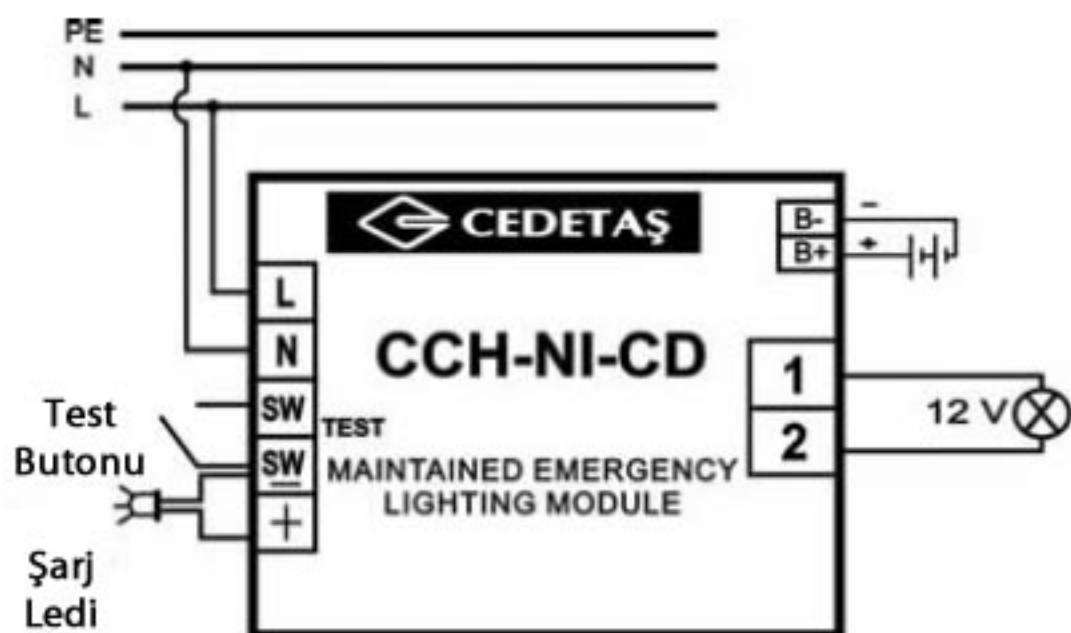 PE
N
L
CEDETAŞ
B-
-
B+
+
L
N
CCH-NI-CD
1
12 V
2
SW
TEST
SW
-
+
MAINTAINED EMERGENCY
LIGHTING MODULE
Test
Butonu
Şarj
Ledi